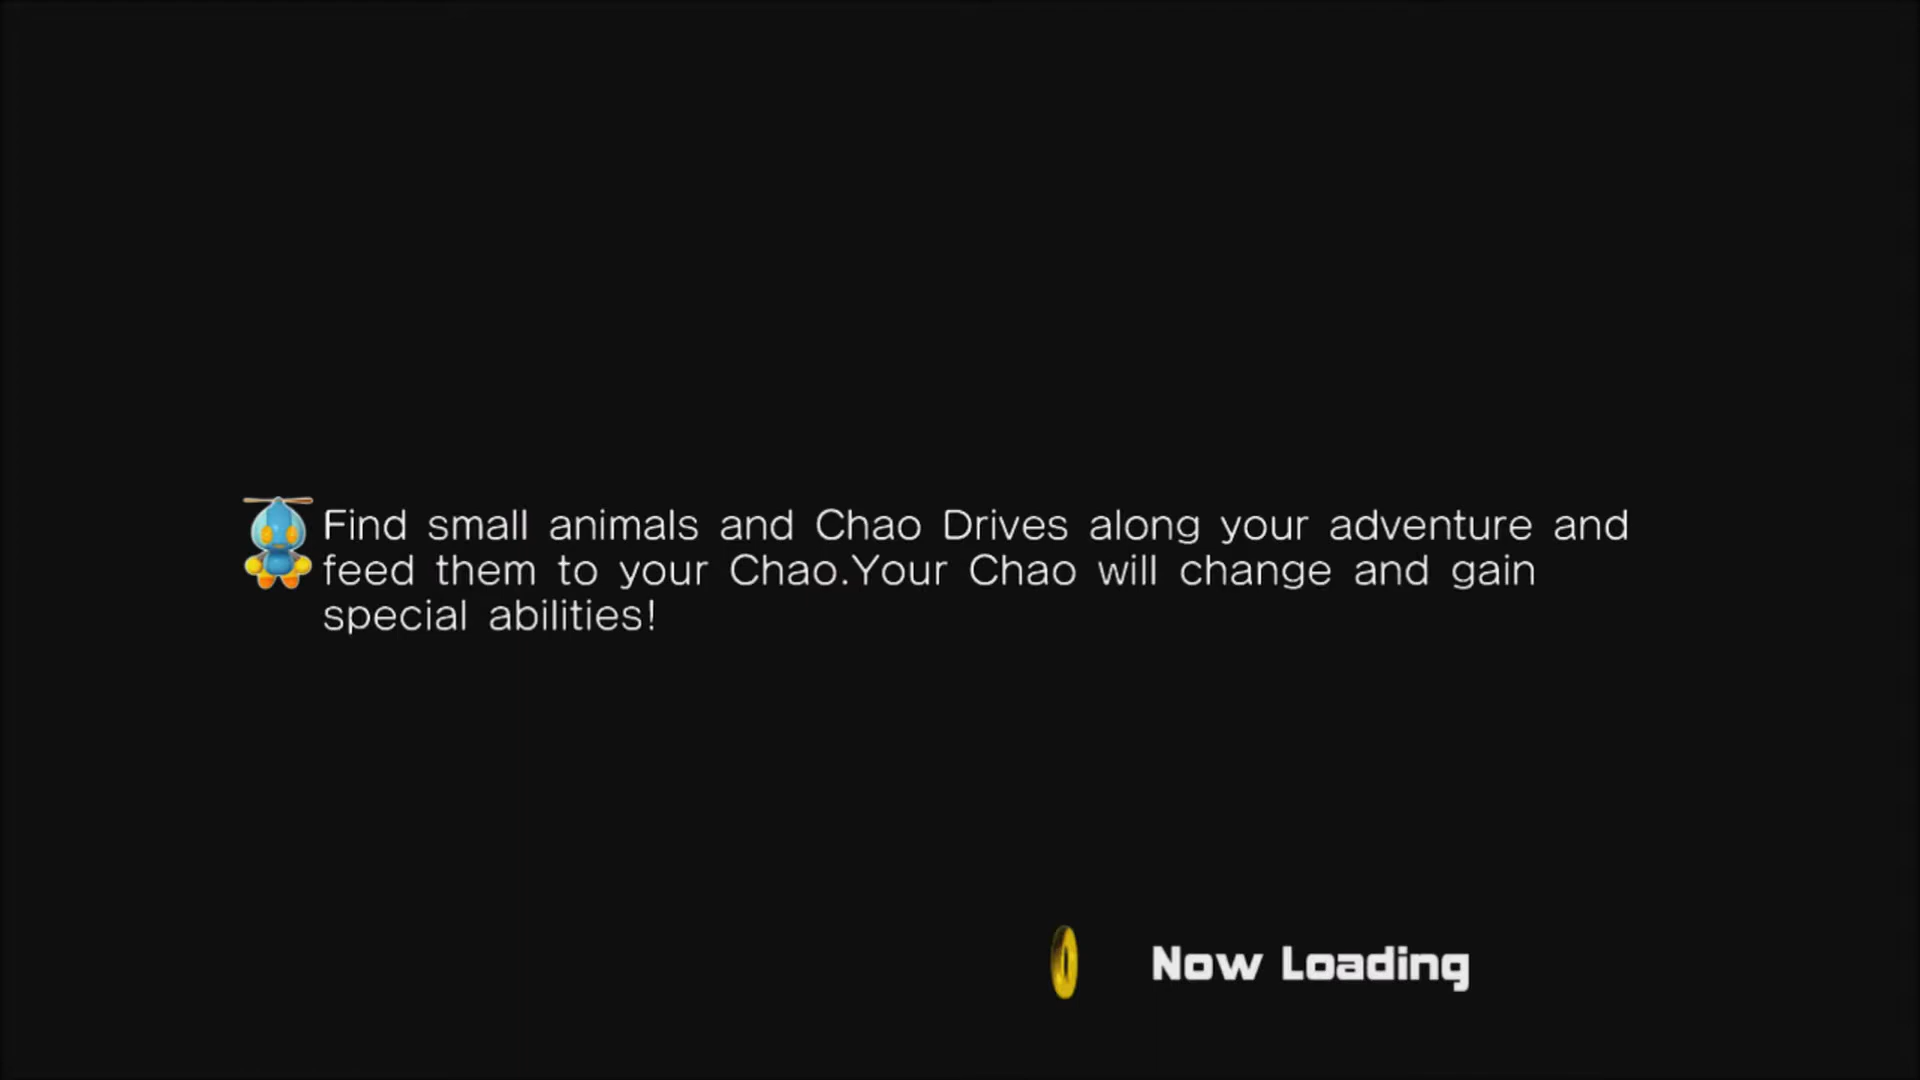 Find small animals and Chao Drives along your adventure and
feed them to your Chao.Your Chao will change and gain
special abilities!
Now Loading